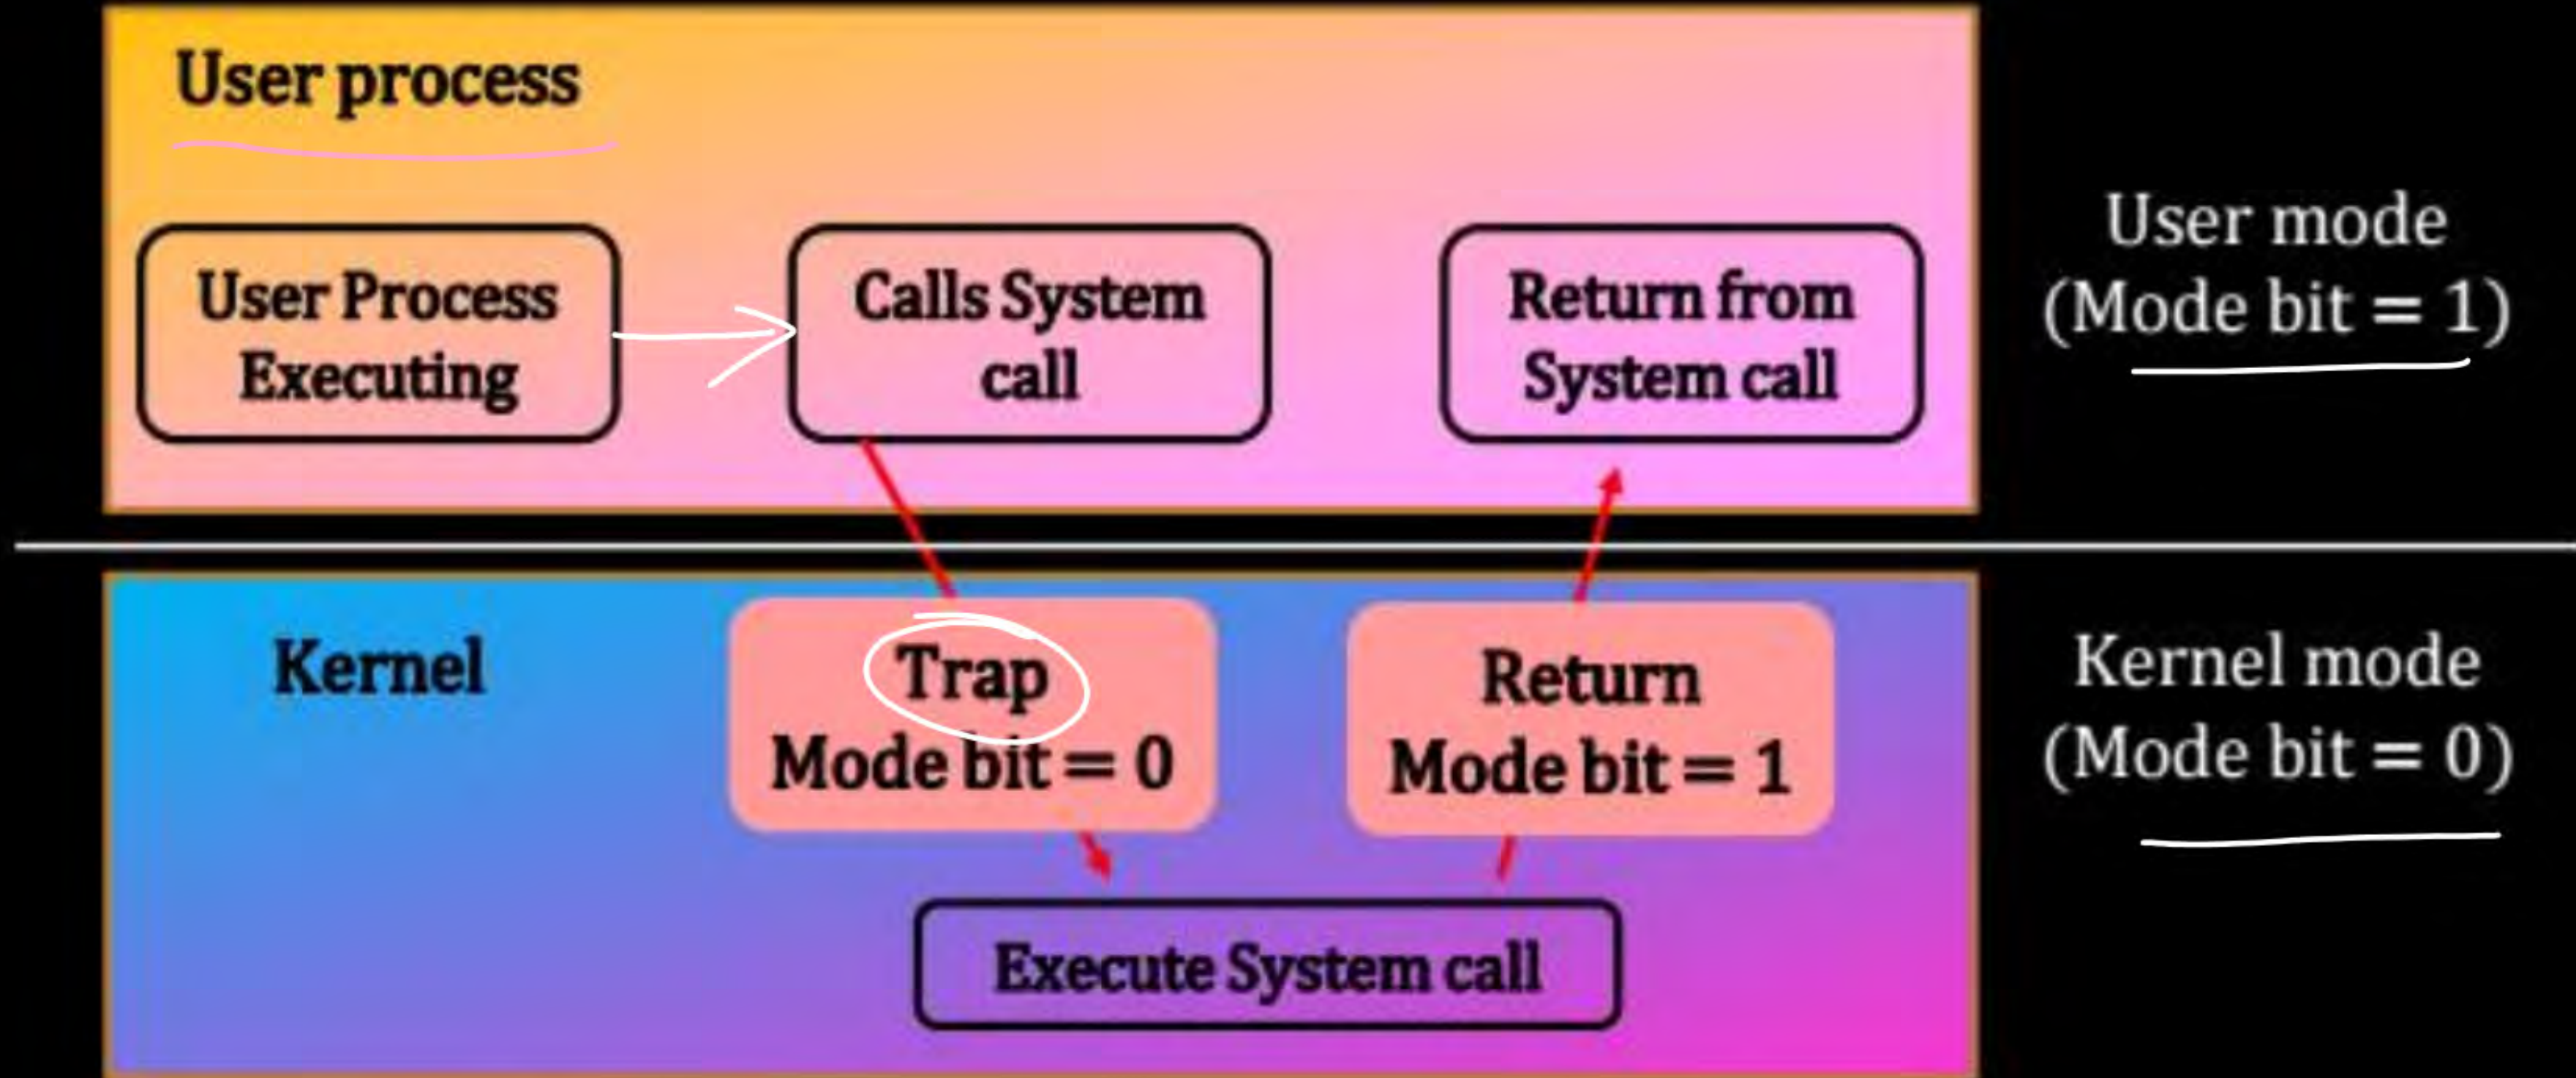 User process
User Process
Executing
Calls System
call
Return from
System call
User mode
(Mode bit = 1)
Kernel
Trap
Mode bit = 0
Return
Mode bit = 1
Execute System call
Kernel mode
(Mode bit = 0)